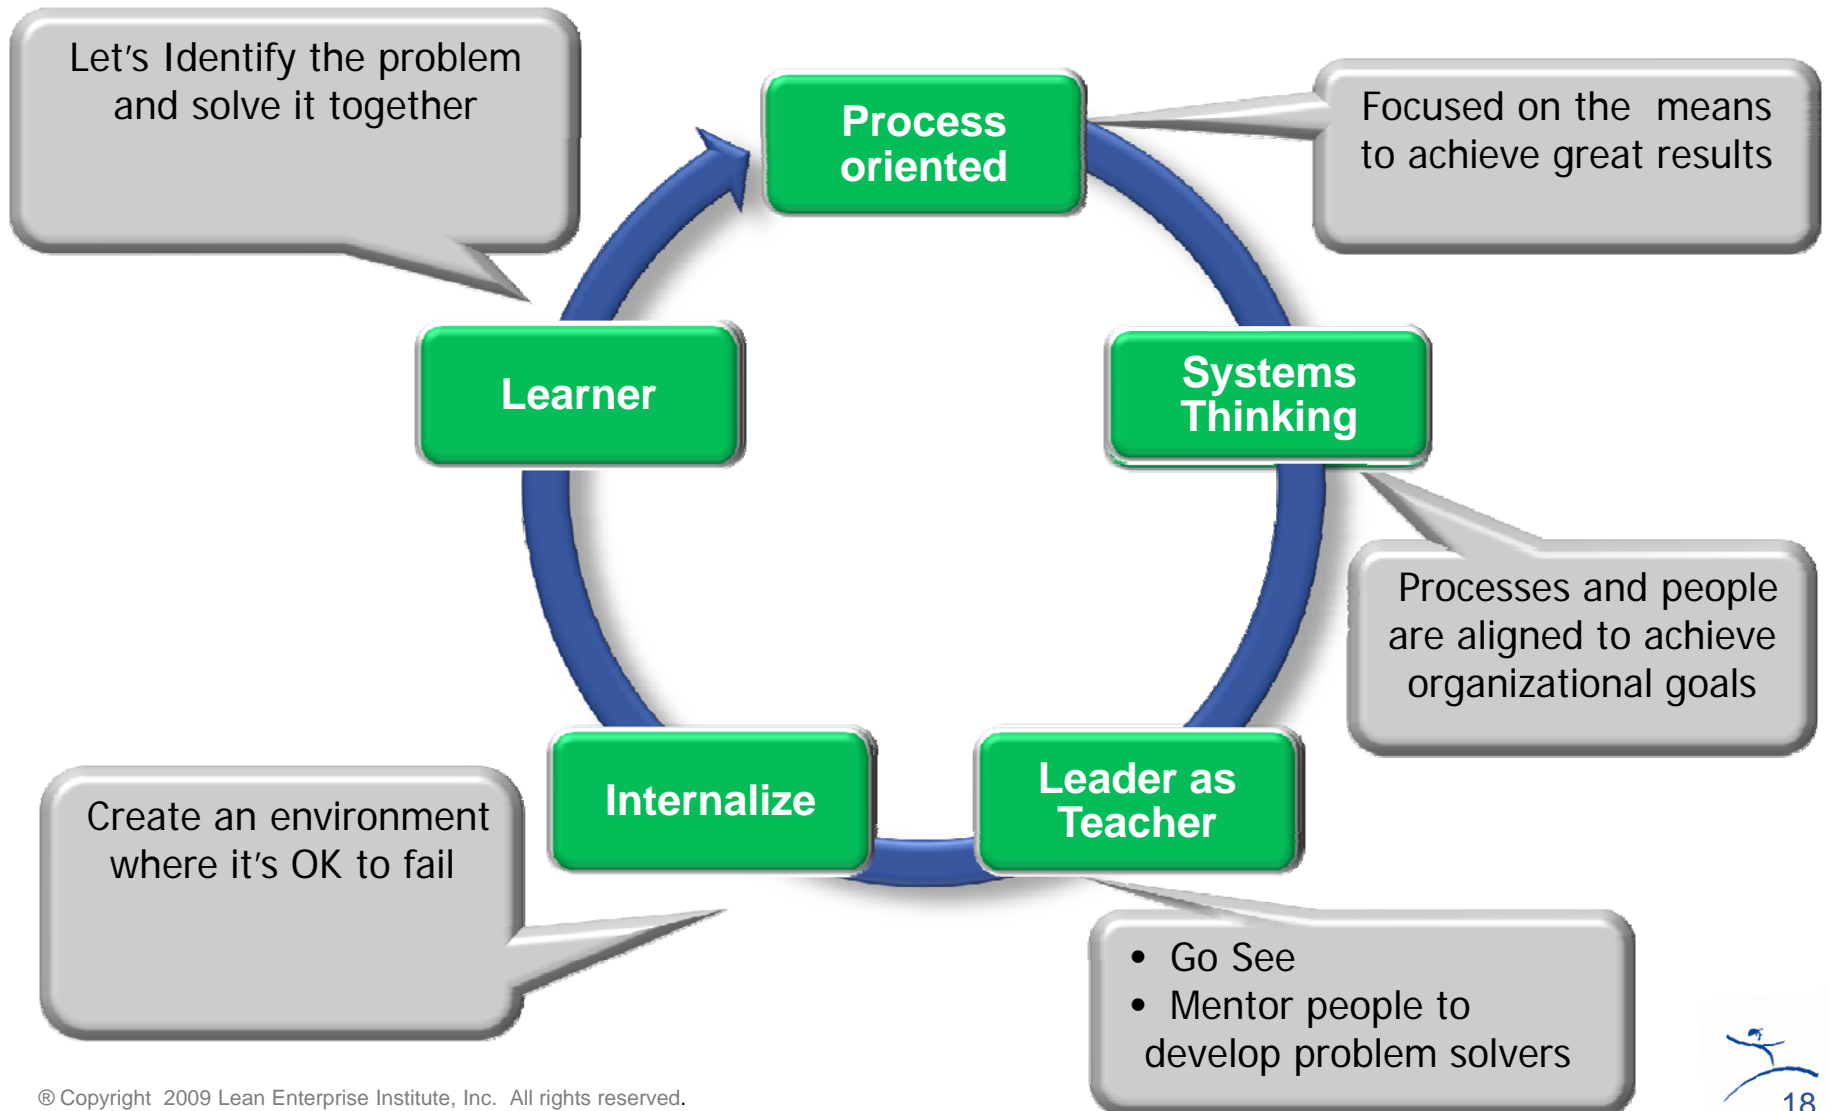 Let's Identify the problem
and solve it together
Process
oriented
Focused on the means
to achieve great results
Learner
Systems
Thinking
Processes and people
are aligned to achieve
organizational goals
Internalize
Leader as
Teacher
Create an environment
where it's OK to fail
• Go See
• Mentor people to
develop problem solvers
® Copyright 2009 Lean Enterprise Institute, Inc. All rights reserved.
18